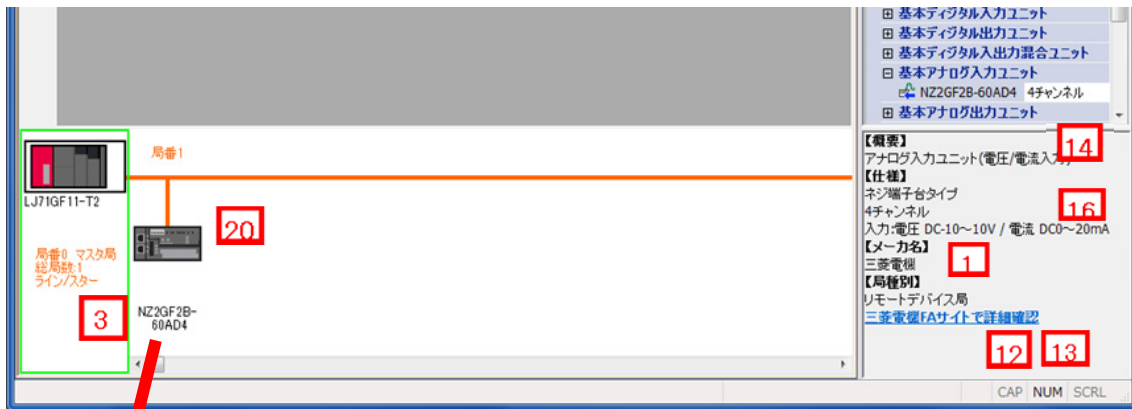 基本ディジタル入力ユニット
基本ディジタル出力ユニット
基本ディジタル入出力混合ユニット
基本アナログ入力ユニット
NZ2GF2B-60AD4 4チャンネル
基本アナログ出力ユニット
局番1
LJ71GF11-T2
局番0 マスタ局
総局数:1
ライン/スター
3
20
NZ2GF2B-
60AD4
【概要】
14
アナログ入力ユニット(電圧/電流入力)
【仕様】
ネジ端子台タイプ
4チャンネル
16
入力:電圧 DC-10～10V / 電流 DC0～20mA
【メーカ名】
1
三菱電機
【局種別】
リモートデバイス局
三菱電機FAサイトで詳細確認
12
13
CAP NUM SCRL